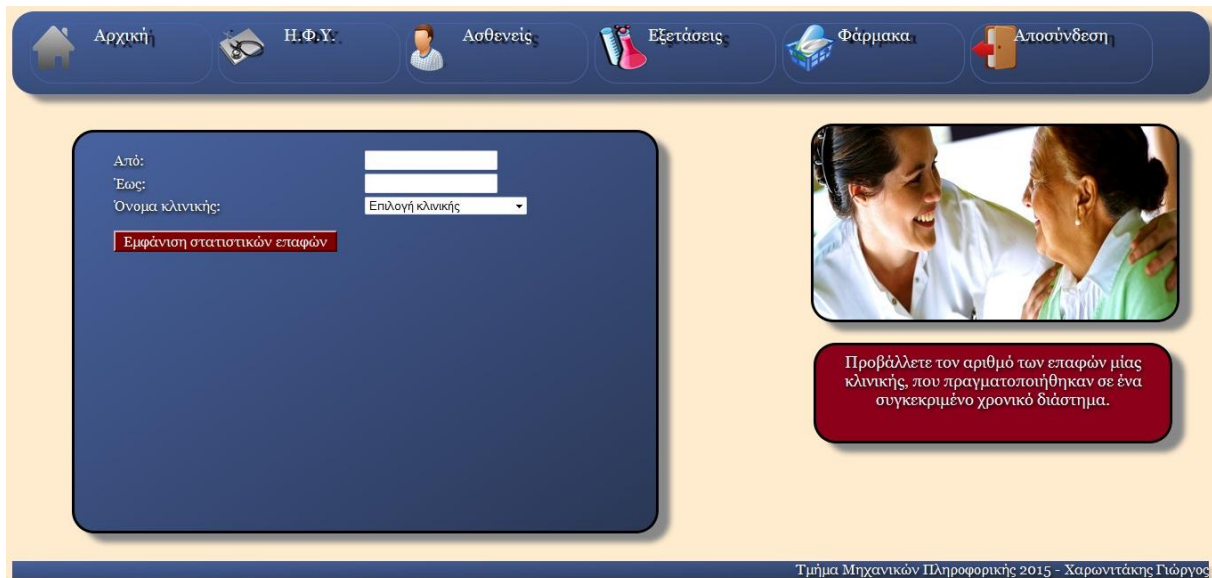 Αρχική
Η.Φ.Υ.
Ασθενείς
Εξετάσεις
Φάρμακα
Αποσύνδεση
Από:
Έως:
Όνομα κλινικής:
Επιλογή κλινικής
Εμφάνιση στατιστικών επαφών
Προβάλλετε τον αριθμό των επαφών μίας
κλινικής, που πραγματοποιήθηκαν σε ένα
συγκεκριμένο χρονικό διάστημα.
Τμήμα Μηχανικών Πληροφορικής 2015 - Χαρωνιτάκης Γιώργος